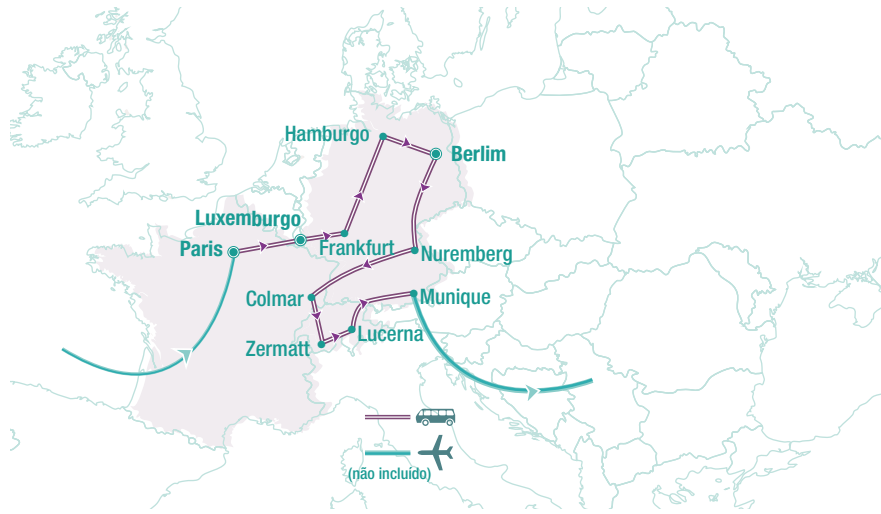 Hamburgo
Berlim
Luxemburgo
Paris
Frankfurt
Nuremberg
Colmar
Munique
Zermatt
Lucerna
(não incluído)